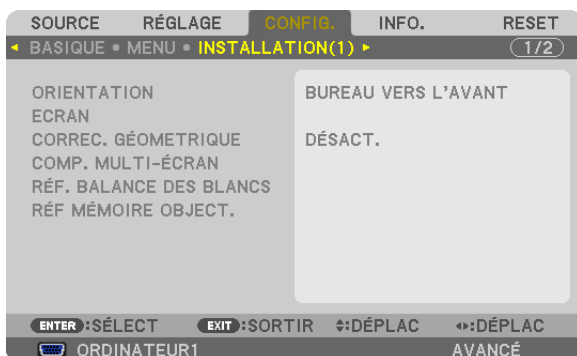 SOURCE RÉGLAGE CONFIG. INFO. RESET
BASIQUE • MENU • INSTALLATION(1) 1/2
ORIENTATION BUREAU VERS L'AVANT
ECRAN
CORREC. GÉOMETRIQUE DÉSACT.
COMP. MULTI-ÉCRAN
RÉF. BALANCE DES BLANCS
RÉF MÉMOIRE OBJECT.
ENTER :SÉLECT EXIT :SORTIR :DÉPLAC :DÉPLAC
ORDINATEUR1 AVANCÉ